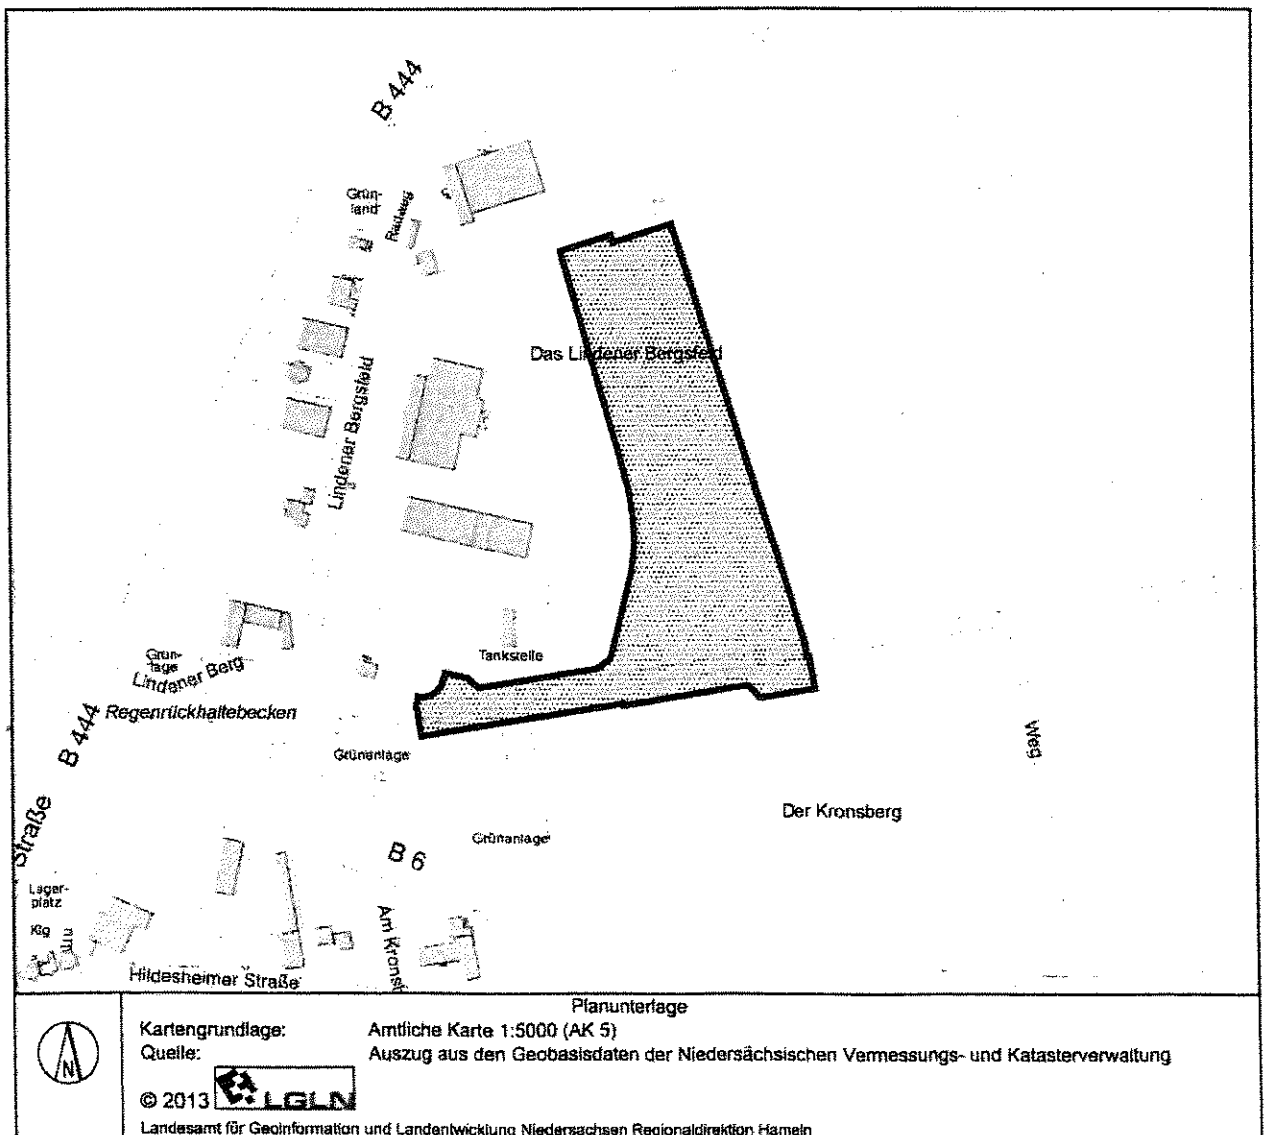 B 444
Grün-
land
Radweg
Das Lindener Bergsfeld
Lindener Bergsfeld
Tankstelle
Grün-
lage
Lindener Berg
Regenrückhaltebecken
B 444
Grünanlage
Weg
Der Kronsberg
Straße
Grünanlage
B 6
Lager-
platz
Klg
Am Kronsb
Hildesheimer Straße
Planunterlage
Kartengrundlage: Amtliche Karte 1:5000 (AK 5)
Quelle: Auszug aus den Geobasisdaten der Niedersächsischen Vermessungs- und Katasterverwaltung
N
© 2013 LGLN
Landesamt für Geoinformation und Landentwicklung Niedersachsen Regionaldirektion Hameln